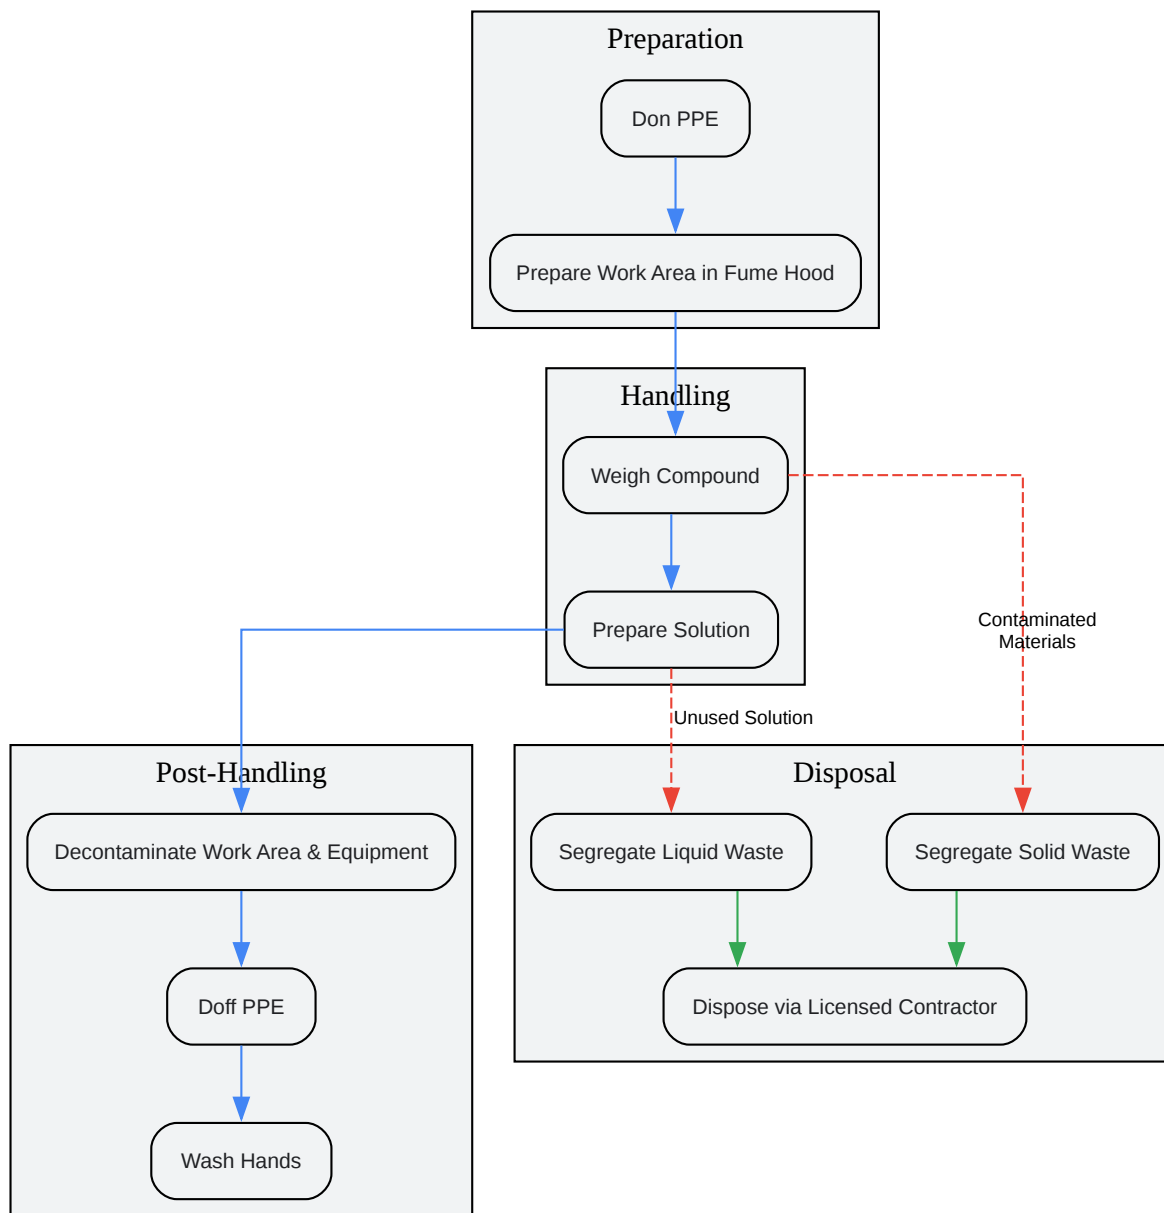 Preparation
Don PPE
Prepare Work Area in Fume Hood
Handling
Weigh Compound
Prepare Solution
Contaminated
Materials
Unused Solution
Post-Handling
Decontaminate Work Area & Equipment
Doff PPE
Wash Hands
Disposal
Segregate Liquid Waste
Segregate Solid Waste
Dispose via Licensed Contractor